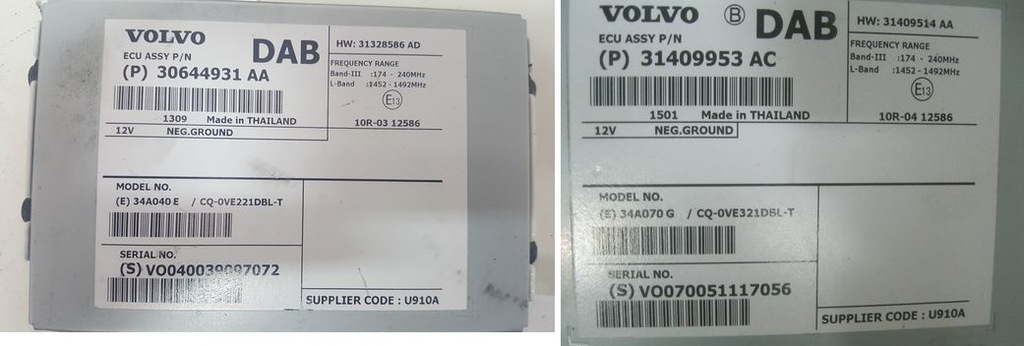 VOLVO
DAB
ECU ASSY P/N
(P) 30644931 AA
1309 Made in THAILAND
12V NEG.GROUND
HW: 31328586 AD
FREQUENCY RANGE
Band-III :174 - 240MHz
L-Band :1452 - 1492MHz
E13
10R-03 12586
MODEL NO.
(E) 34A040 E / CQ-0VE221DBL-T
SERIAL NO.
(S) VO040039097072
SUPPLIER CODE : U910A
VOLVO B DAB
ECU ASSY P/N
(P) 31409953 AC
1501 Made in THAILAND
12V NEG.GROUND
HW: 31409514 AA
FREQUENCY RANGE
Band-III :174 - 240MHz
L-Band :1452 - 1492MHz
E13
10R-04 12586
MODEL NO.
(E) 34A070 G / CQ-0VE321DBL-T
SERIAL NO.
(S) VO070051117056
SUPPLIER CODE : U910A